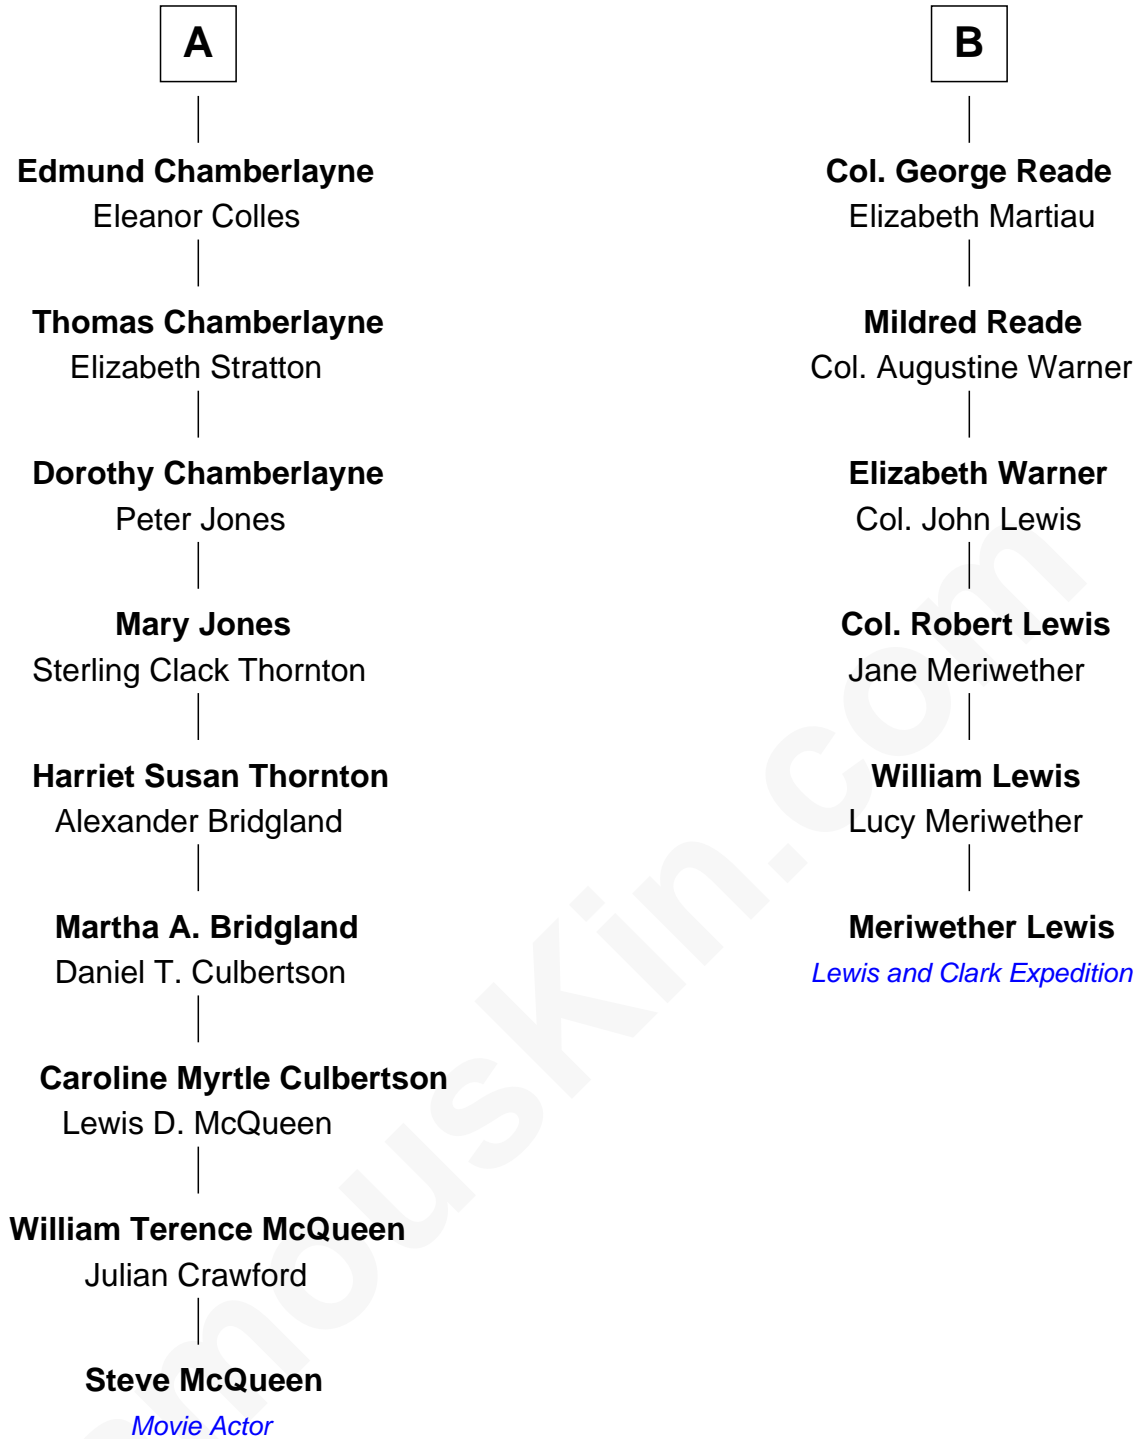 A
Edmund Chamberlayne
Eleanor Colles
Thomas Chamberlayne
Elizabeth Stratton
Dorothy Chamberlayne
Peter Jones
Mary Jones
Sterling Clack Thornton
Harriet Susan Thornton
Alexander Bridgland
Martha A. Bridgland
Daniel T. Culbertson
Caroline Myrtle Culbertson
Lewis D. McQueen
William Terence McQueen
Julian Crawford
Steve McQueen
Movie Actor
B
Col. George Reade
Elizabeth Martiau
Mildred Reade
Col. Augustine Warner
Elizabeth Warner
Col. John Lewis
Col. Robert Lewis
Jane Meriwether
William Lewis
Lucy Meriwether
Meriwether Lewis
Lewis and Clark Expedition
mouskin.com